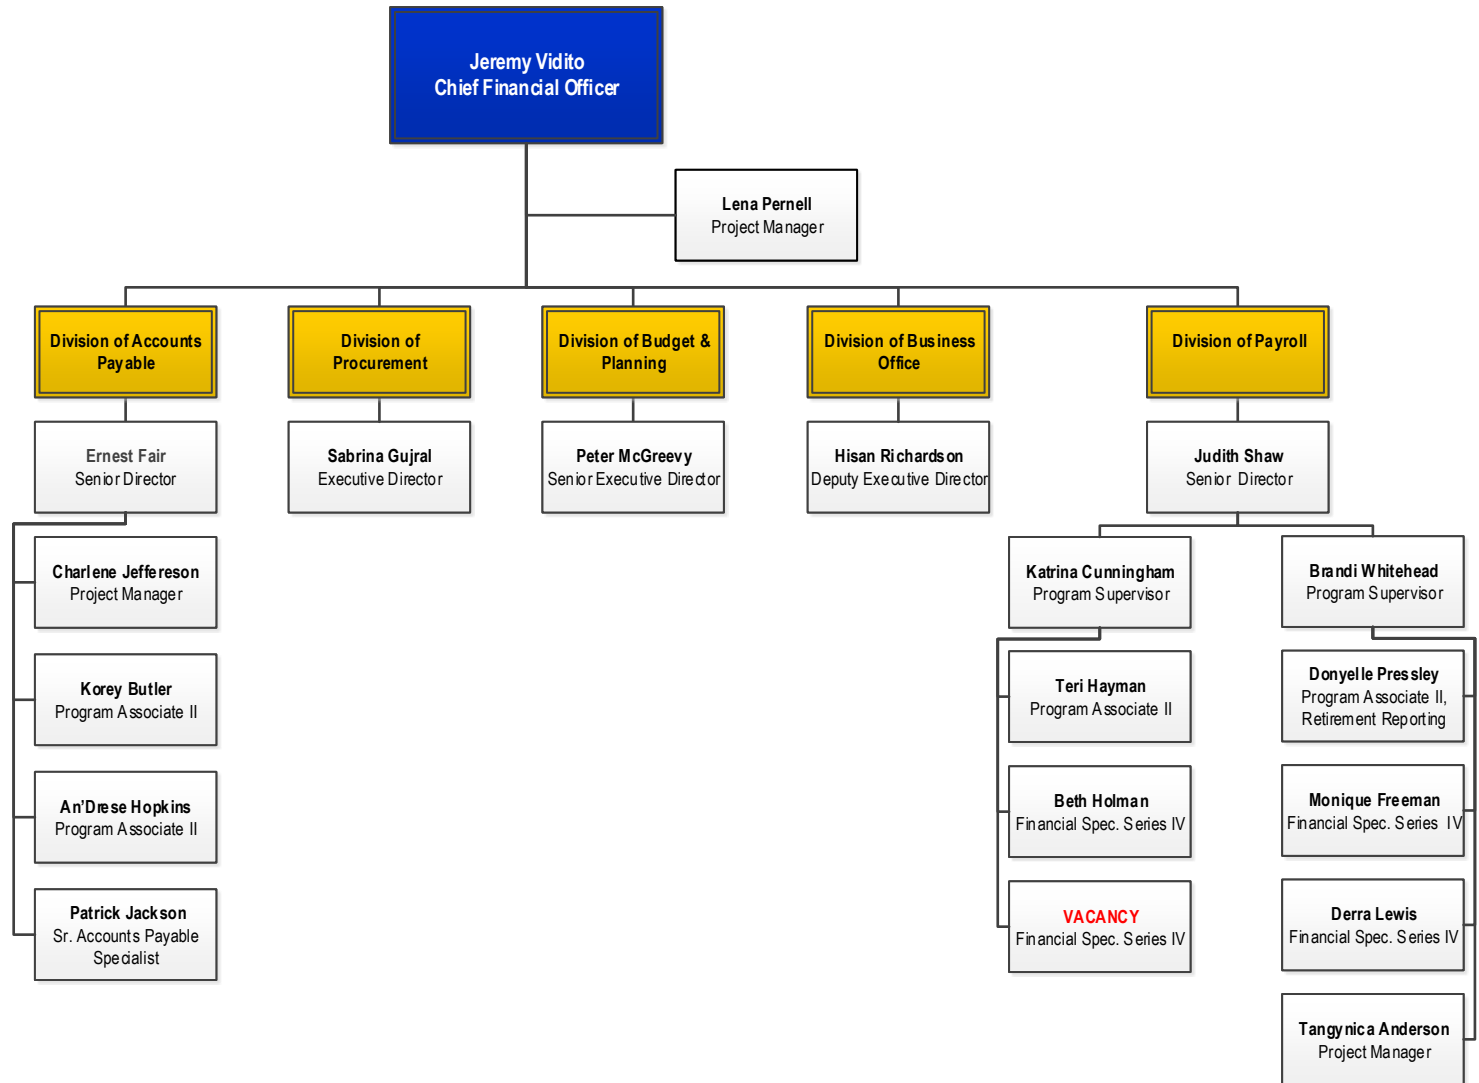 Jeremy Vidito
Chief Financial Officer
Lena Pernell
Project Manager
Division of Accounts
Payable
Division of
Procurement
Division of Budget &
Planning
Division of Business
Office
Division of Payroll
Ernest Fair
Senior Director
Sabrina Gujral
Executive Director
Peter McGreevy
Senior Executive Director
Hisan Richardson
Deputy Executive Director
Judith Shaw
Senior Director
Charlene Jeffereson
Project Manager
Korey Butler
Program Associate II
An'Drese Hopkins
Program Associate II
Patrick Jackson
Sr. Accounts Payable
Specialist
Katrina Cunningham
Program Supervisor
Teri Hayman
Program Associate II
Beth Holman
Financial Spec. Series IV
VACANCY
Financial Spec. Series IV
Brandi Whitehead
Program Supervisor
Donyelle Pressley
Program Associate II,
Retirement Reporting
Monique Freeman
Financial Spec. Series IV
Derra Lewis
Financial Spec. Series IV
Tangynica Anderson
Project Manager